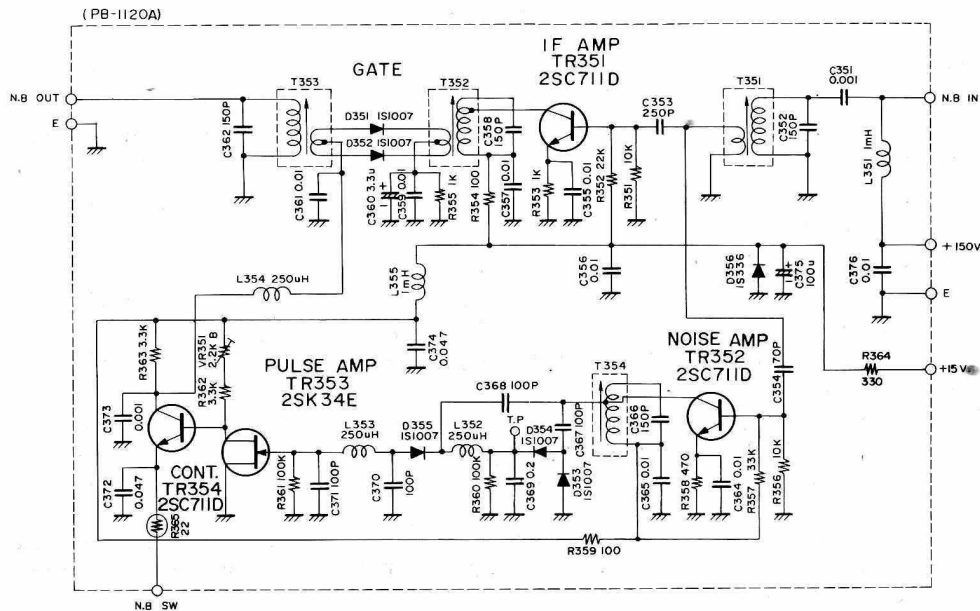 (PB-1120A)
IF AMP
TR351
2SC711D
GATE
T353
T352
T351
C351
0.001
N.B OUT
N.B IN
E
C362 150P
D351 1S1007
D352 1S1007
C358
150P
C353
250P
C352
150P
L351 1mH
C361 0.01
C360 3.3u
C359 0.01
R355 1K
R354 100
C357 0.01
R353 1K
C355 0.01
R352 22K
R351
10K
+150V
L354 250uH
L355
1mH
C356
0.01
D356
1S336
C375
100u
C376
0.01
E
R363 3.3K
VR351
2.2K B
R362
3.3K
C374
0.047
PULSE AMP
TR353
2SK34E
NOISE AMP
TR352
2SC711D
C354 70P
R364
330
+15V
T354
C368 100P
T.P
C373
0.001
L353
250uH
D355
1S1007
L352
250uH
D354
1S1007
C367 100P
C366
150P
CONT.
TR354
2SC711D
C372
0.047
R365
22
R361 100K
C371 100P
C370
100P
R360 100K
C369 0.2
D353
1S1007
C365 0.01
R358 470
C364 0.01
R357 33K
R356 10K
R359 100
N.B SW